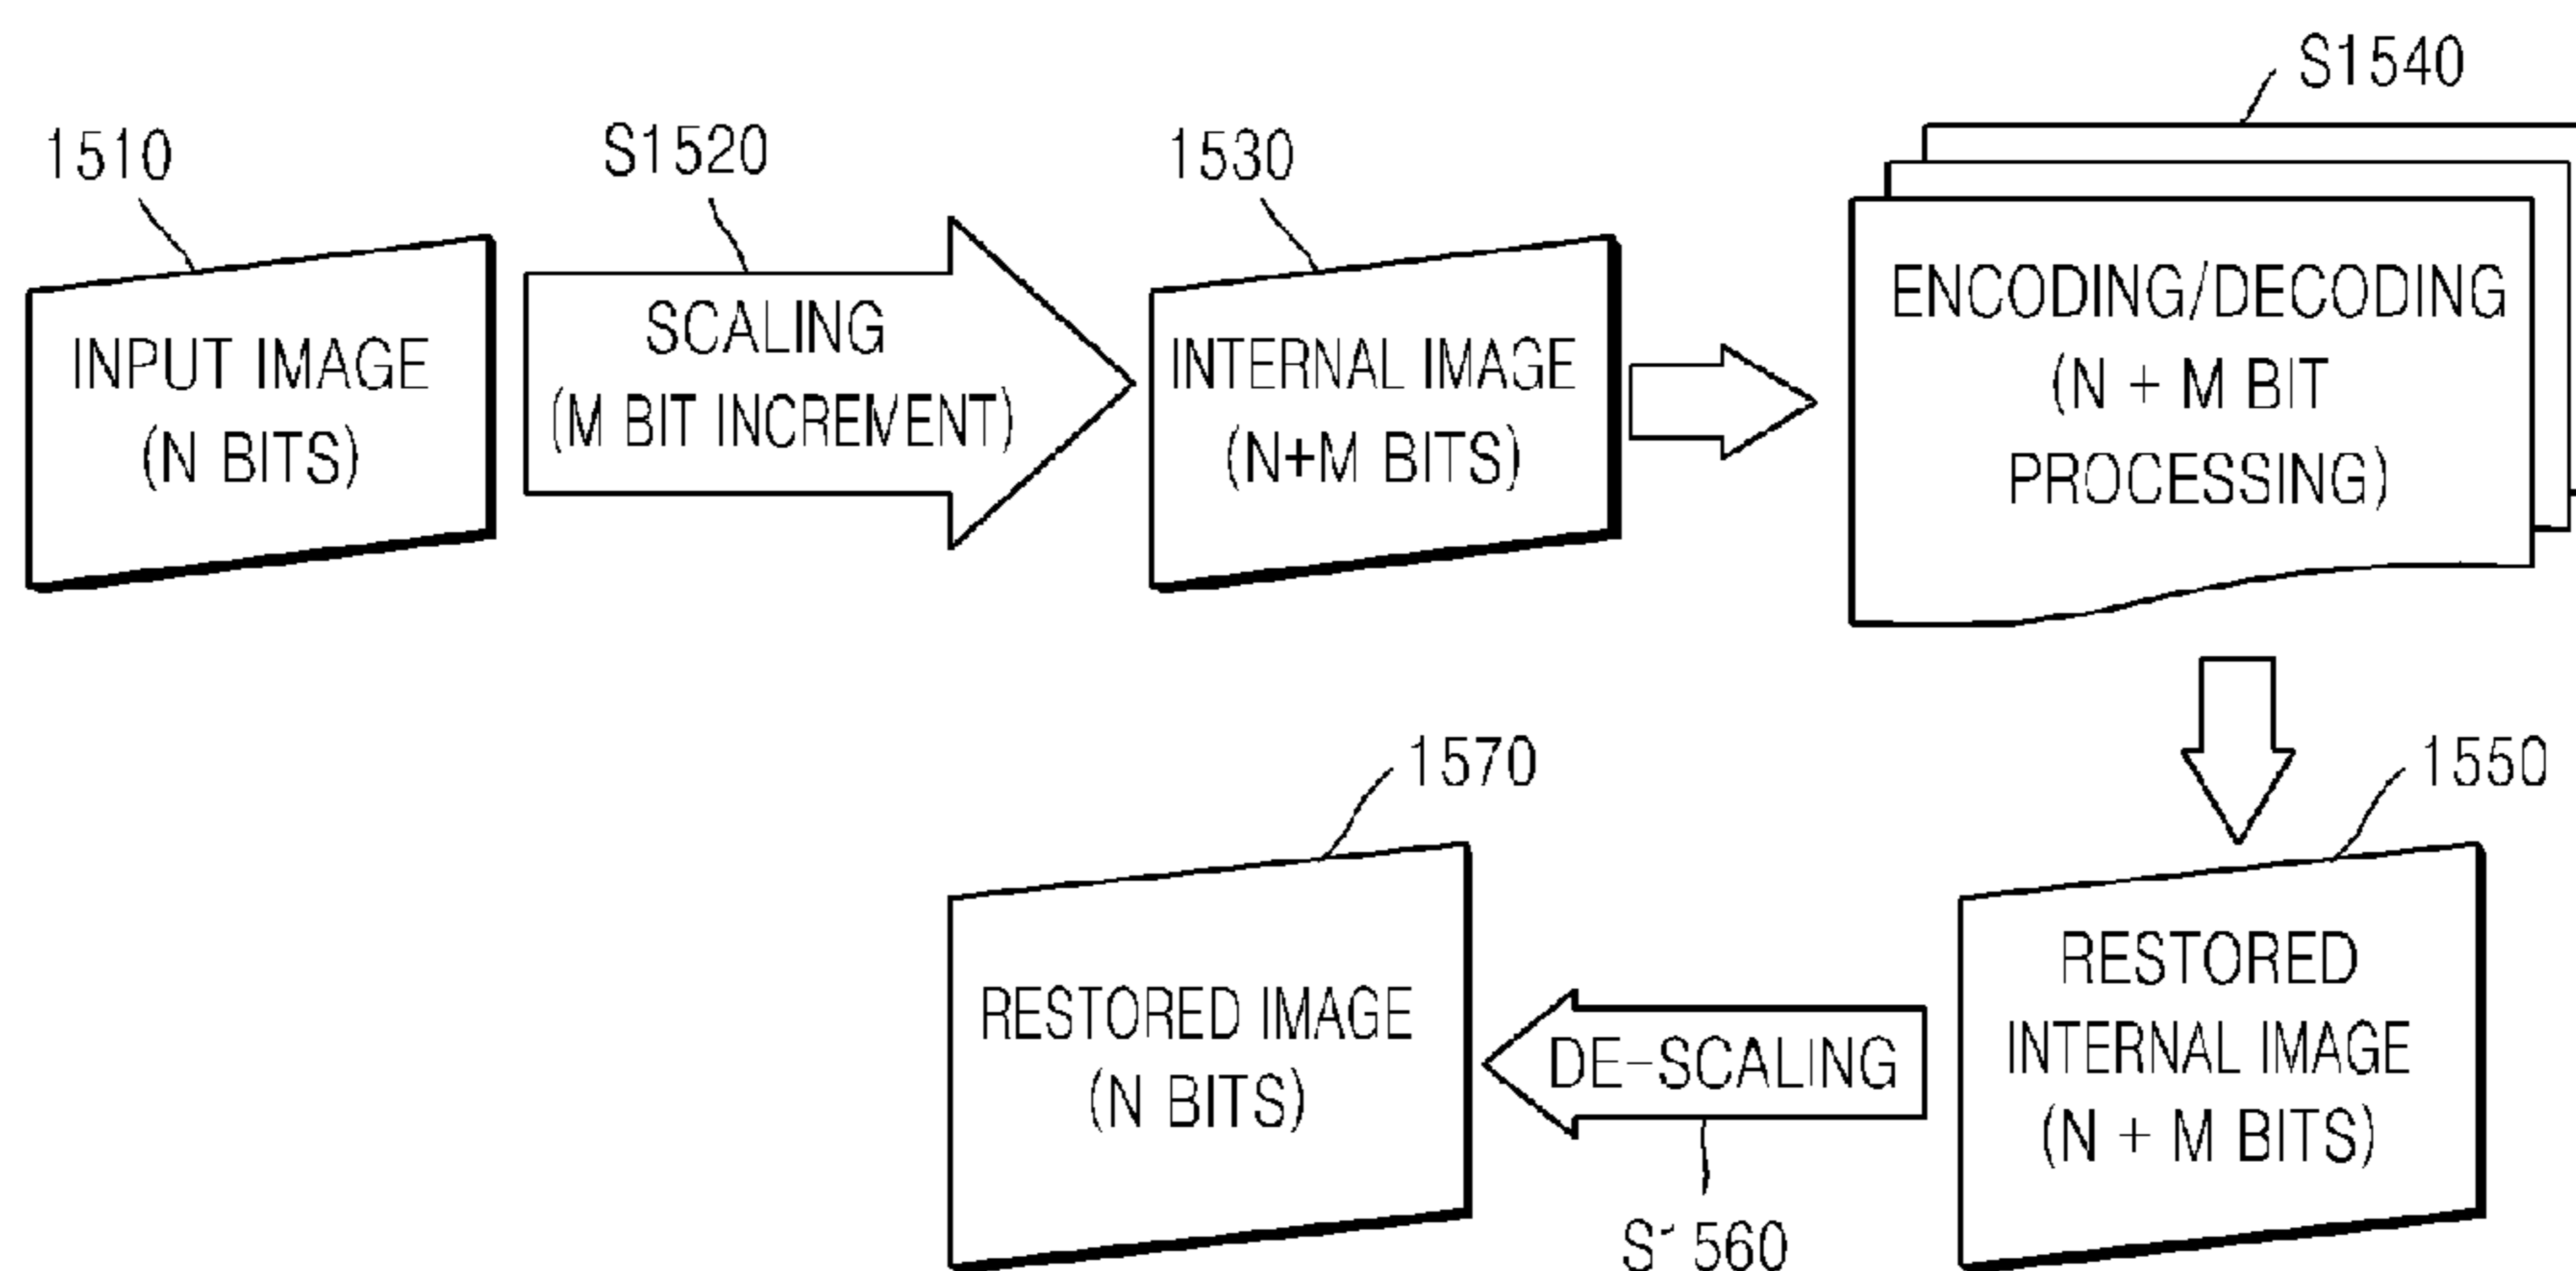 1510
S1520
1530
S1540
INPUT IMAGE
(N BITS)
SCALING
(M BIT INCREMENT)
INTERNAL IMAGE
(N+M BITS)
ENCODING/DECODING
(N + M BIT
PROCESSING)
1570
1550
RESTORED IMAGE
(N BITS)
DE-SCALING
S1560
RESTORED
INTERNAL IMAGE
(N + M BITS)